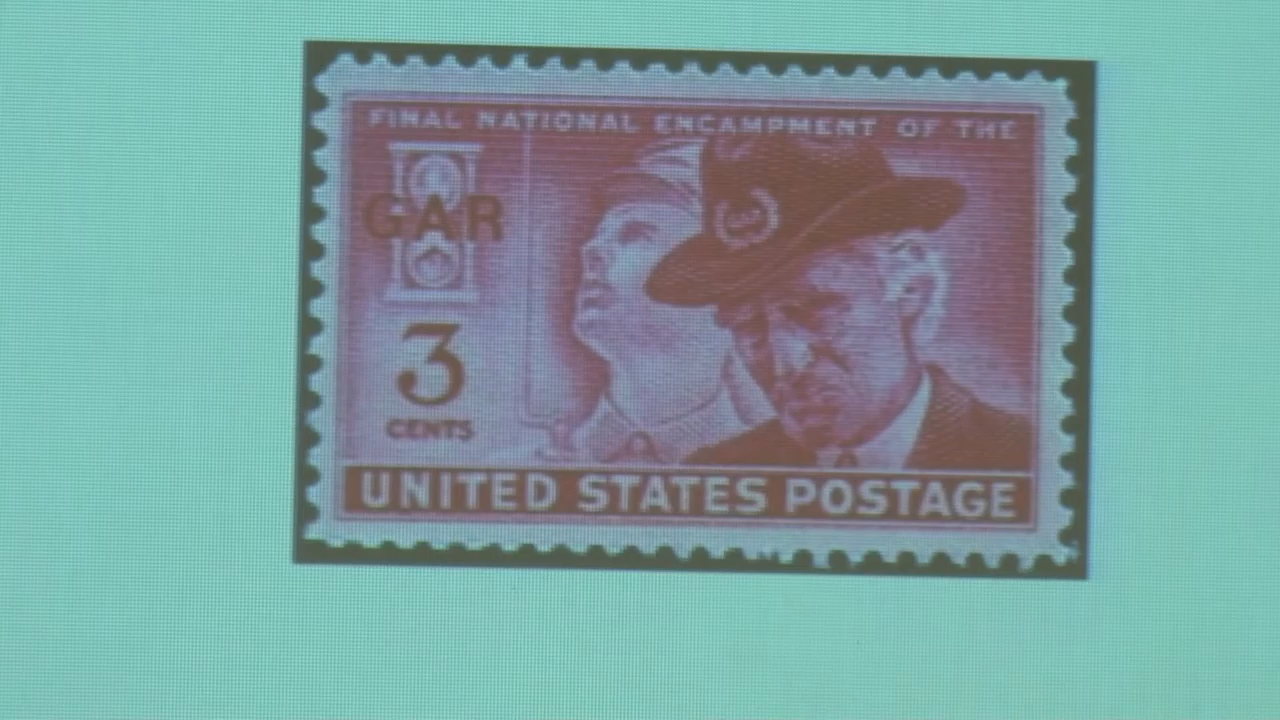 FINAL NATIONAL ENCAMPMENT OF THE
GAR
3
CENTS
UNITED STATES POSTAGE